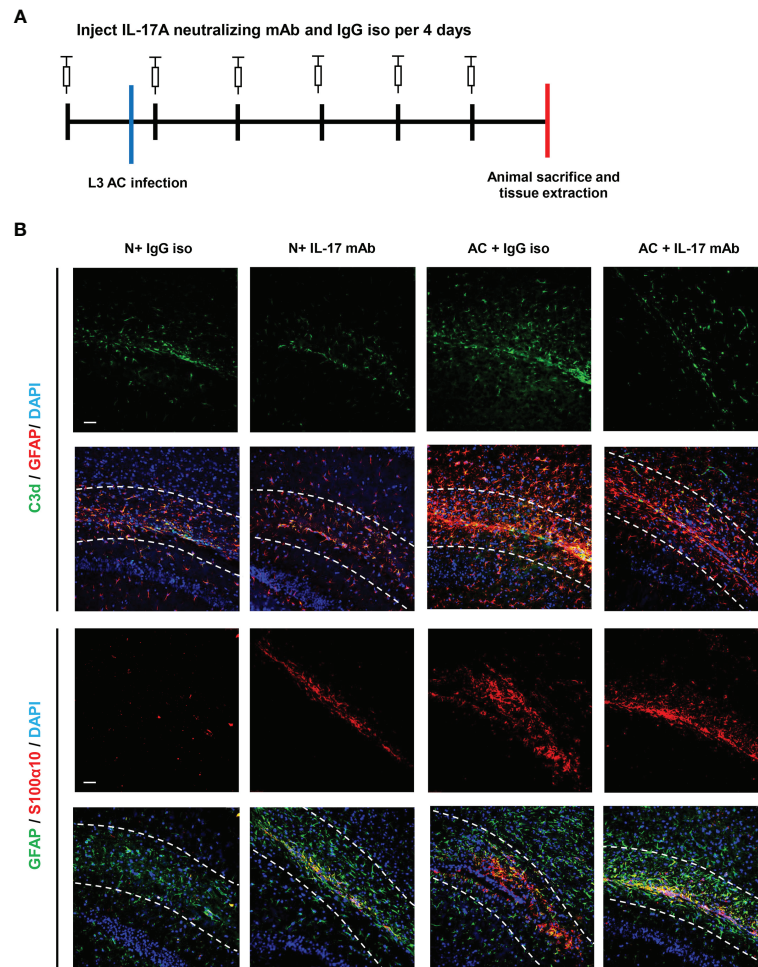 A
Inject IL-17A neutralizing mAb and IgG iso per 4 days
L3 AC infection
Animal sacrifice and
tissue extraction
B
N+ IgG iso
N+ IL-17 mAb
AC + IgG iso
AC + IL-17 mAb
C3d / GFAP/ DAPI
GFAP / S100α10 / DAPI